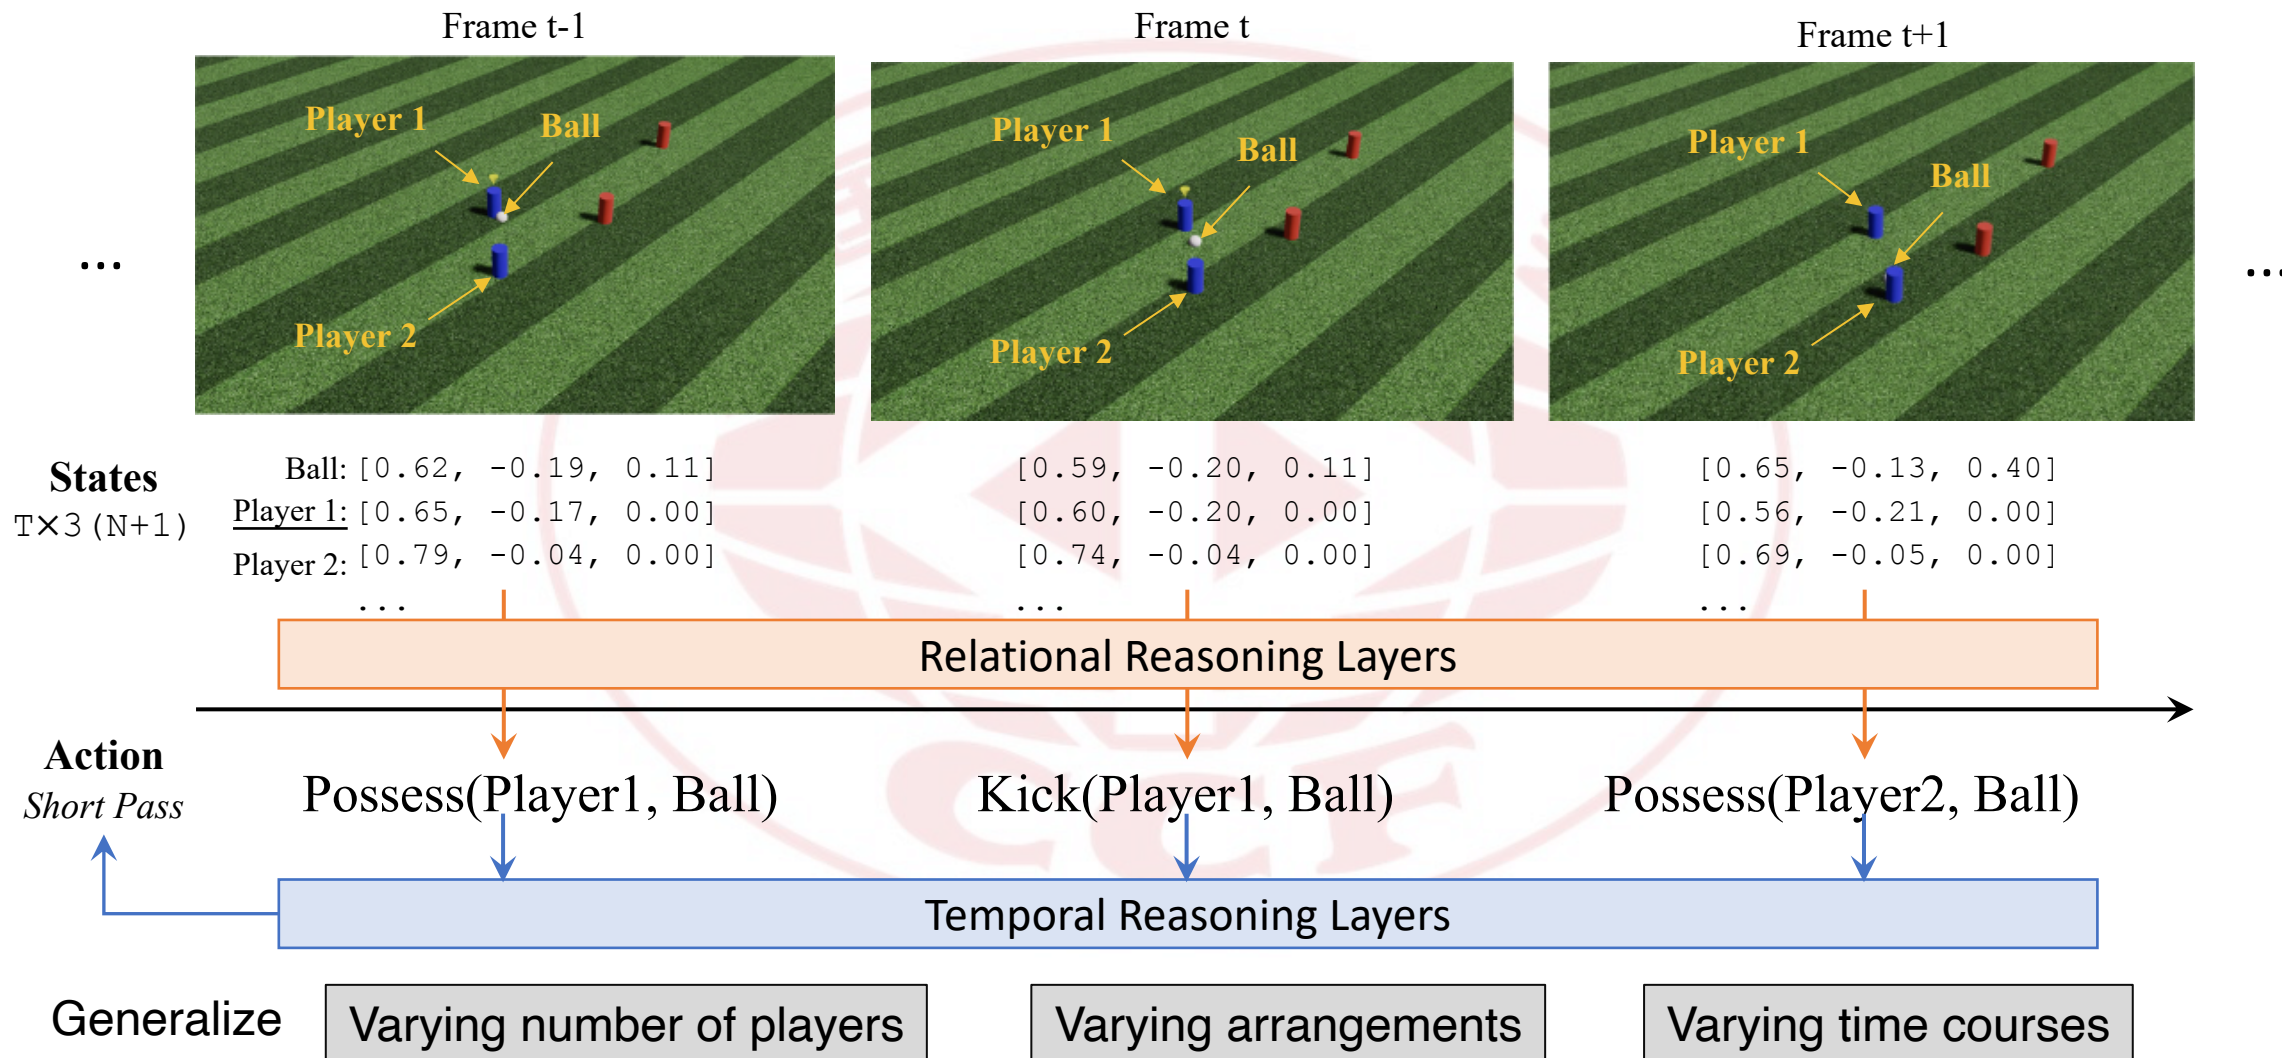 Frame t-1
Frame t
Frame t+1
Player 1
Ball
Player 2
Player 1
Ball
Player 2
Player 1
Ball
Player 2
...
...
States
T×3(N+1)
Ball: [0.62, -0.19, 0.11]
Player 1: [0.65, -0.17, 0.00]
Player 2: [0.79, -0.04, 0.00]
...
[0.59, -0.20, 0.11]
[0.60, -0.20, 0.00]
[0.74, -0.04, 0.00]
...
[0.65, -0.13, 0.40]
[0.56, -0.21, 0.00]
[0.69, -0.05, 0.00]
...
Relational Reasoning Layers
Action
Short Pass
Possess(Player1, Ball)
Kick(Player1, Ball)
Possess(Player2, Ball)
CCF
Temporal Reasoning Layers
Generalize
Varying number of players
Varying arrangements
Varying time courses